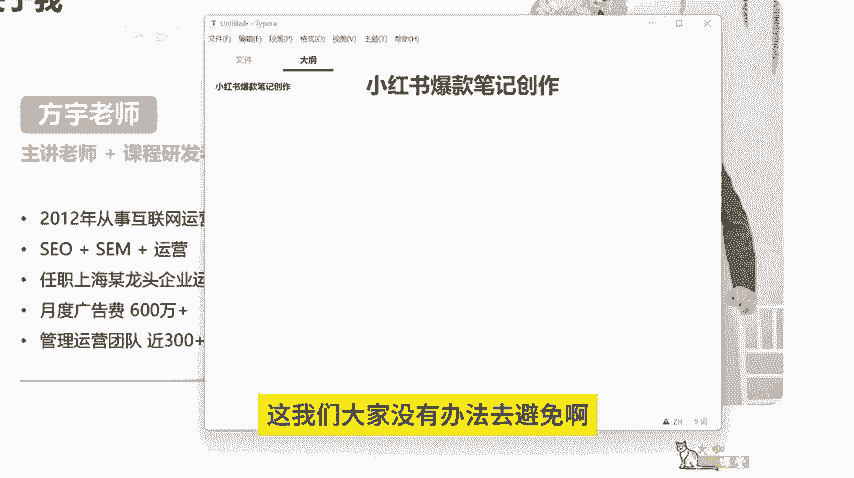 Untitled• - Typora
文件(F) 编辑(E) 段落(P) 格式(O) 视图(V) 主题(T) 帮助(H)
文件 大纲
小红书爆款笔记创作
小红书爆款笔记创作
方宇老师
主讲老师 + 课程研发
• 2012年从事互联网运营
• SEO + SEM + 运营
• 任职上海某龙头企业运
• 月度广告费 600万+
• 管理运营团队 近300+
这我们大家没有办法去避免啊
ZH 9 词